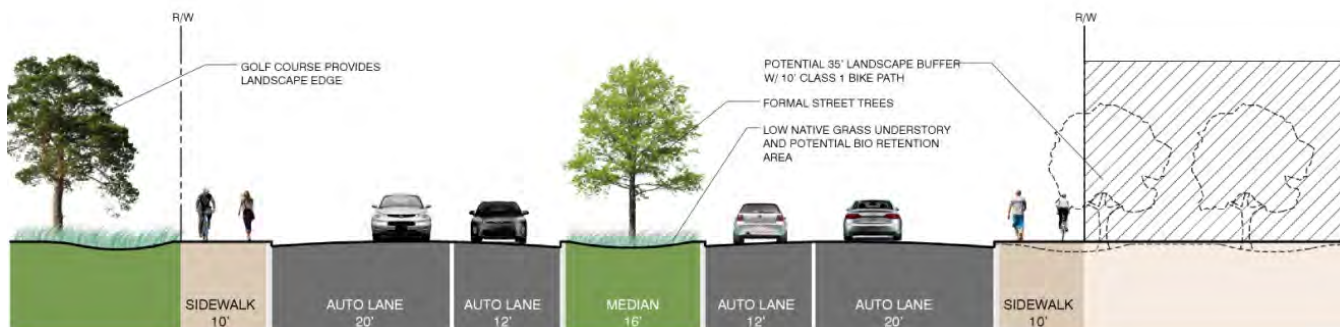 R/W
R/W
GOLF COURSE PROVIDES
LANDSCAPE EDGE
POTENTIAL 35' LANDSCAPE BUFFER
W/ 10' CLASS 1 BIKE PATH
FORMAL STREET TREES
LOW NATIVE GRASS UNDERSTORY
AND POTENTIAL BIO RETENTION
AREA
SIDEWALK
10'
AUTO LANE
20'
AUTO LANE
12'
MEDIAN
16'
AUTO LANE
12'
AUTO LANE
20'
SIDEWALK
10'